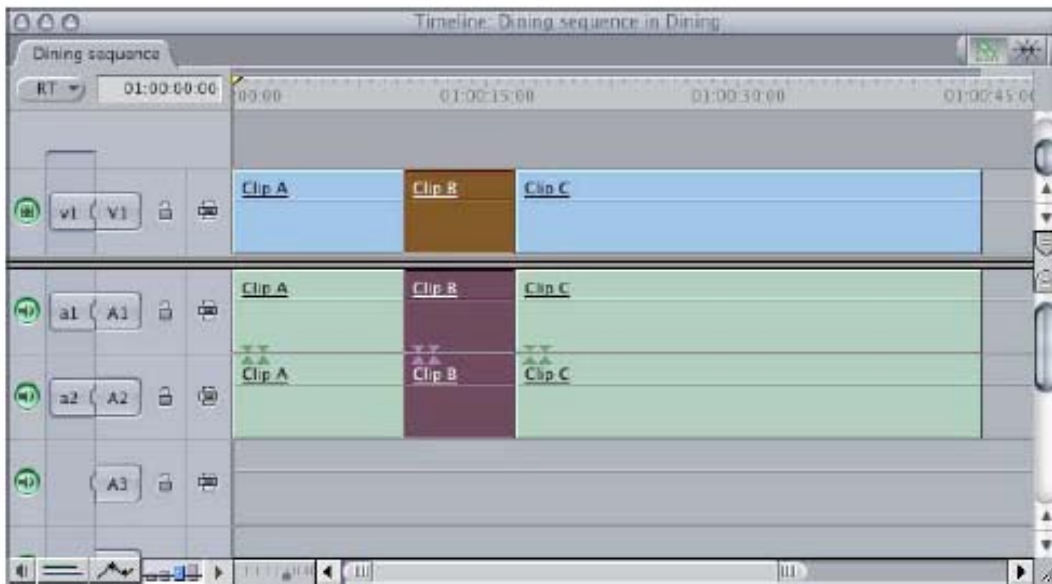 Timeline: Dining sequence in Dining
Dining sequence
RT 01:00:00:00 00:00 01:00:15:00 01:00:30:00 01:00:45:00
v1 V1 Clip A Clip B Clip C
a1 A1 Clip A Clip B Clip C
a2 A2 Clip A Clip B Clip C
A3